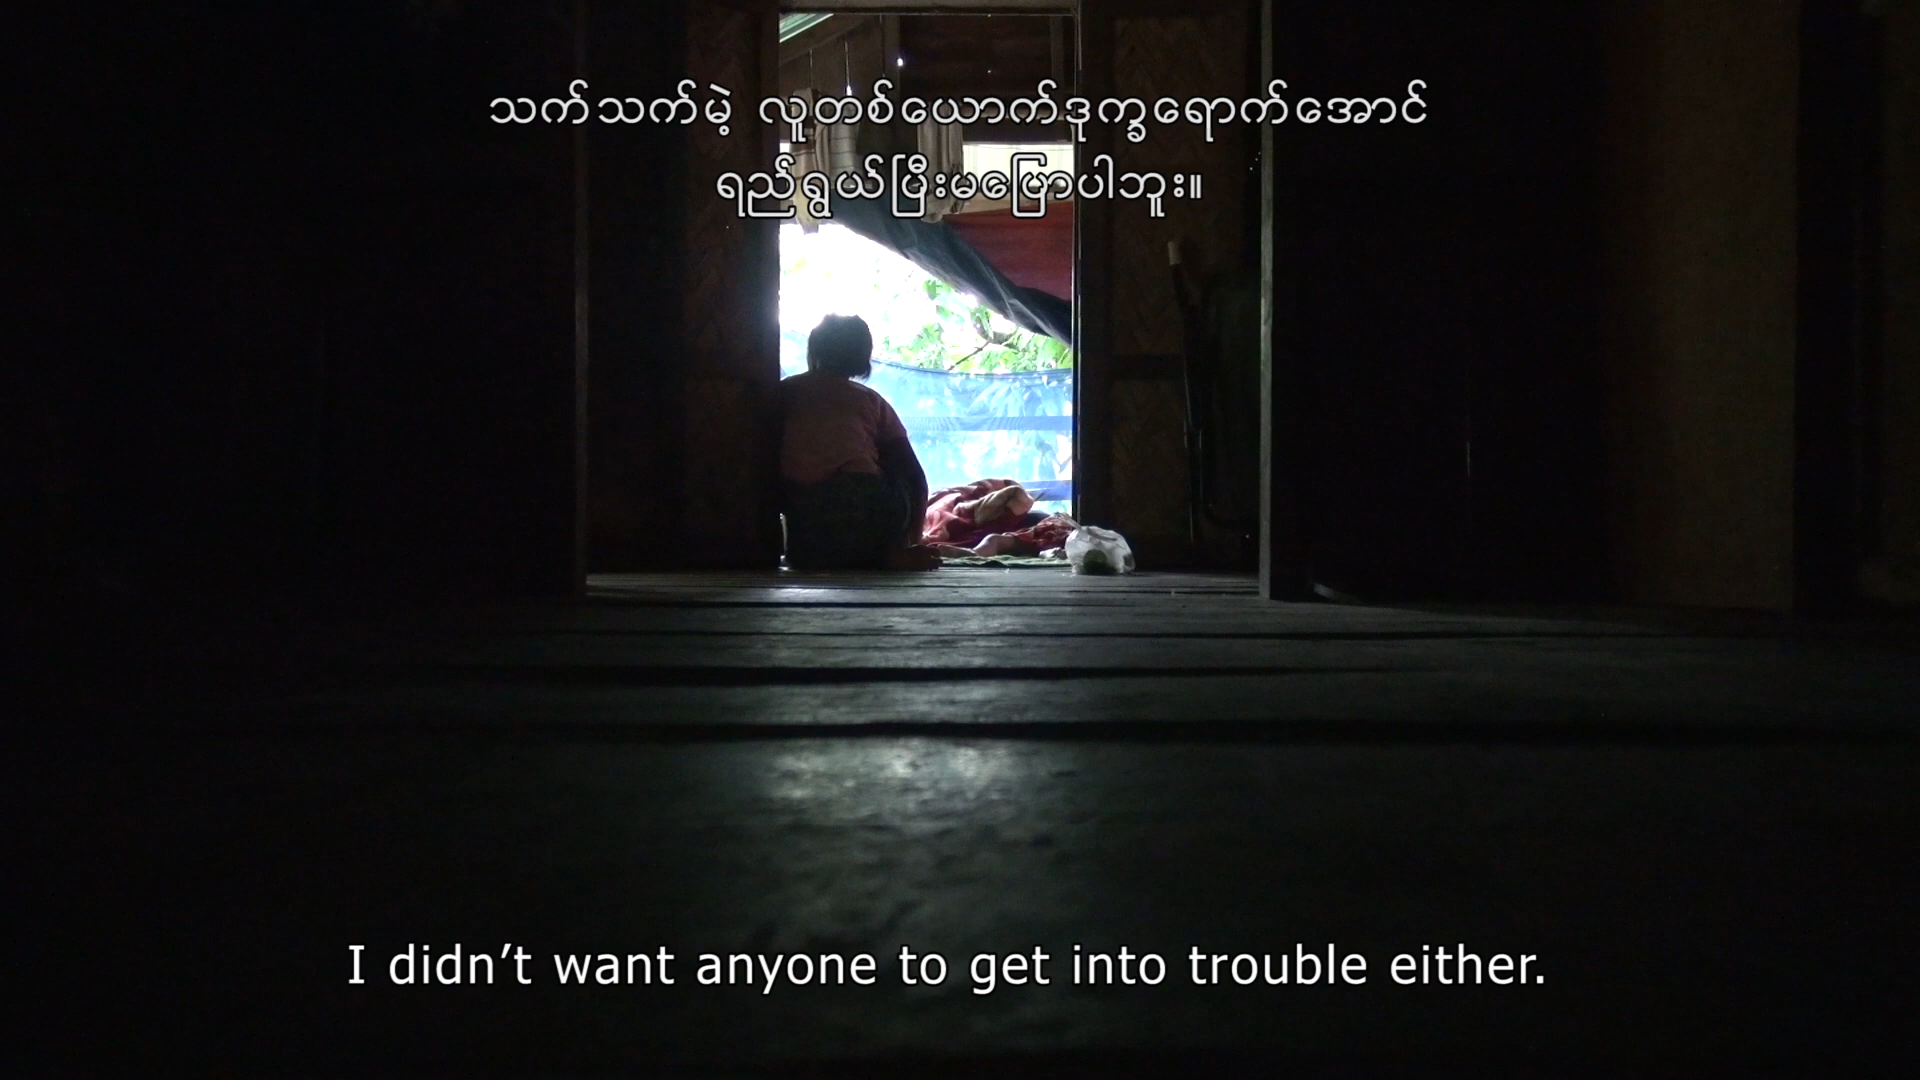 သက်သက်မဲ့ လူတစ်ယောက်ဒုက္ခရောက်အောင်
ရည်ရွယ်ပြီးမပြောပါဘူး။
I didn’t want anyone to get into trouble either.